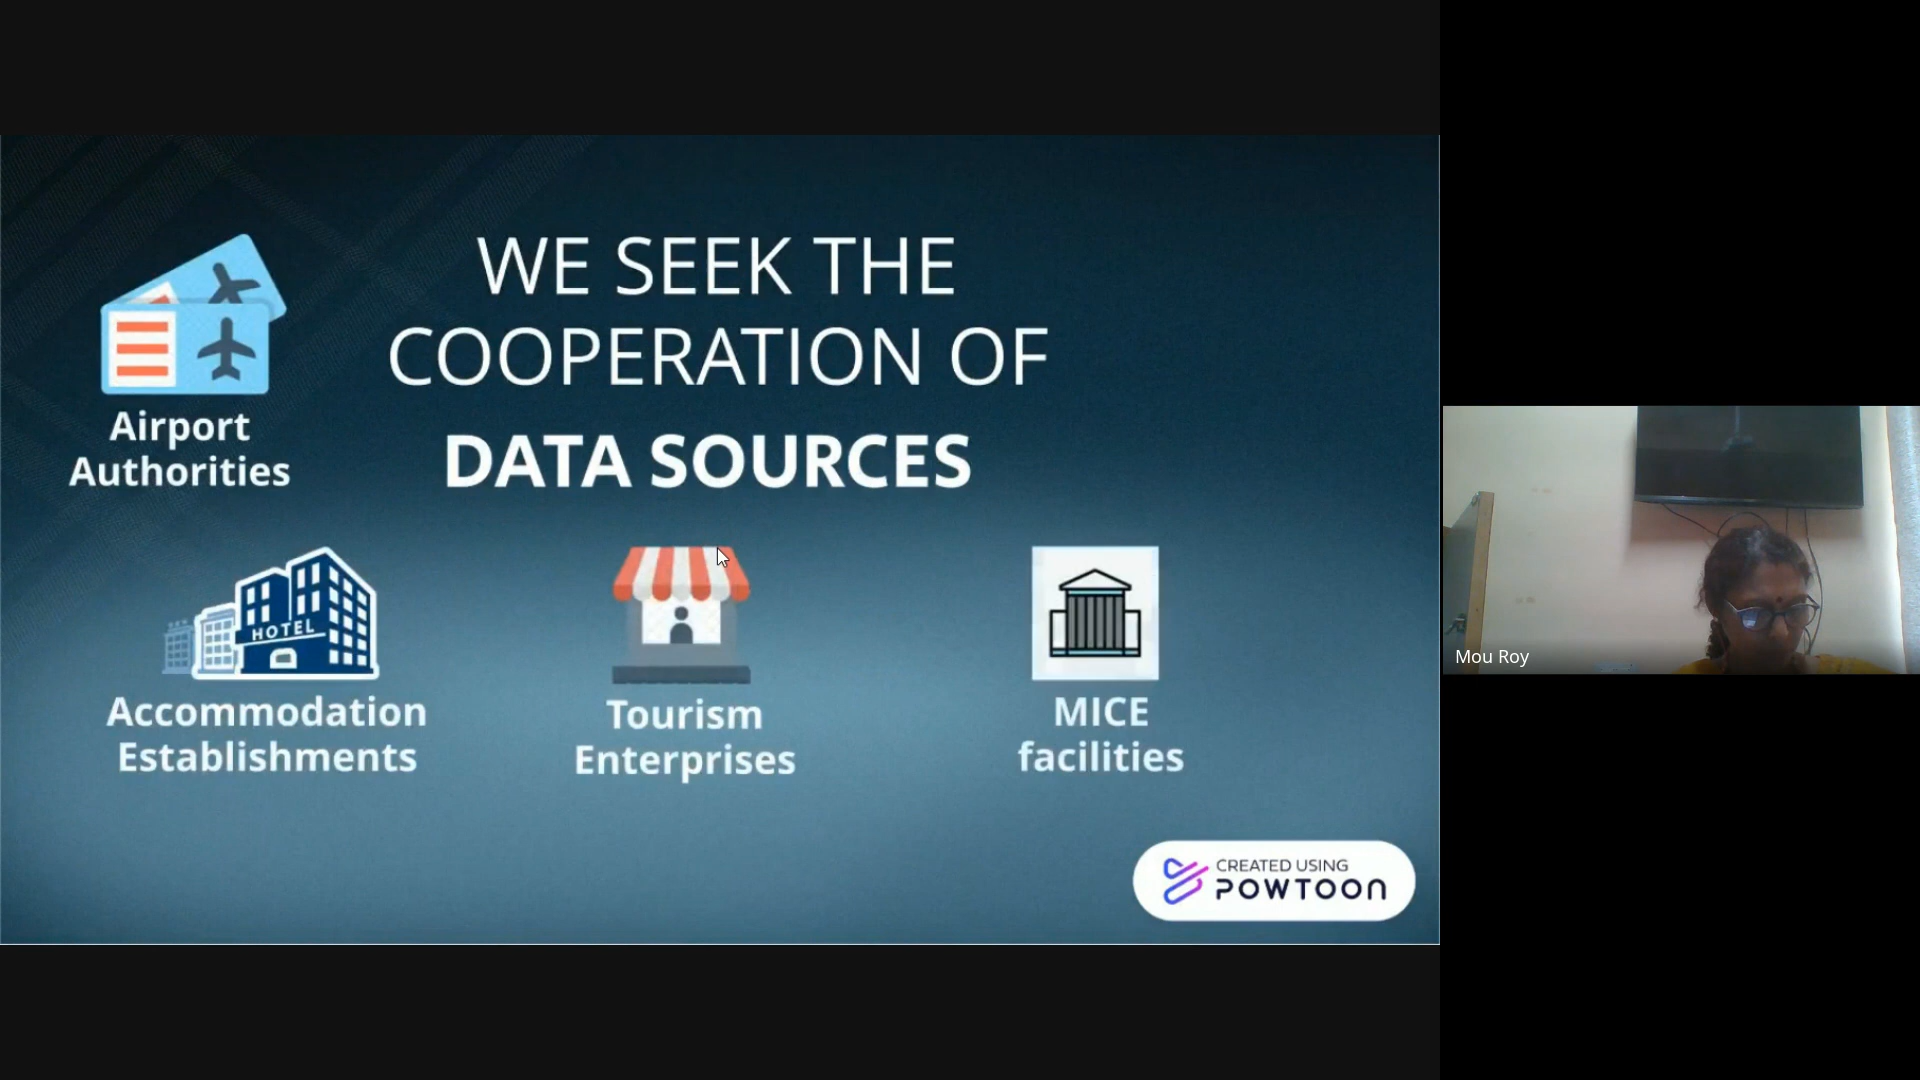 WE SEEK THE
COOPERATION OF
DATA SOURCES
Airport
Authorities
HOTEL
Accommodation
Establishments
Tourism
Enterprises
MICE
facilities
CREATED USING
POWTOON
Mou Roy